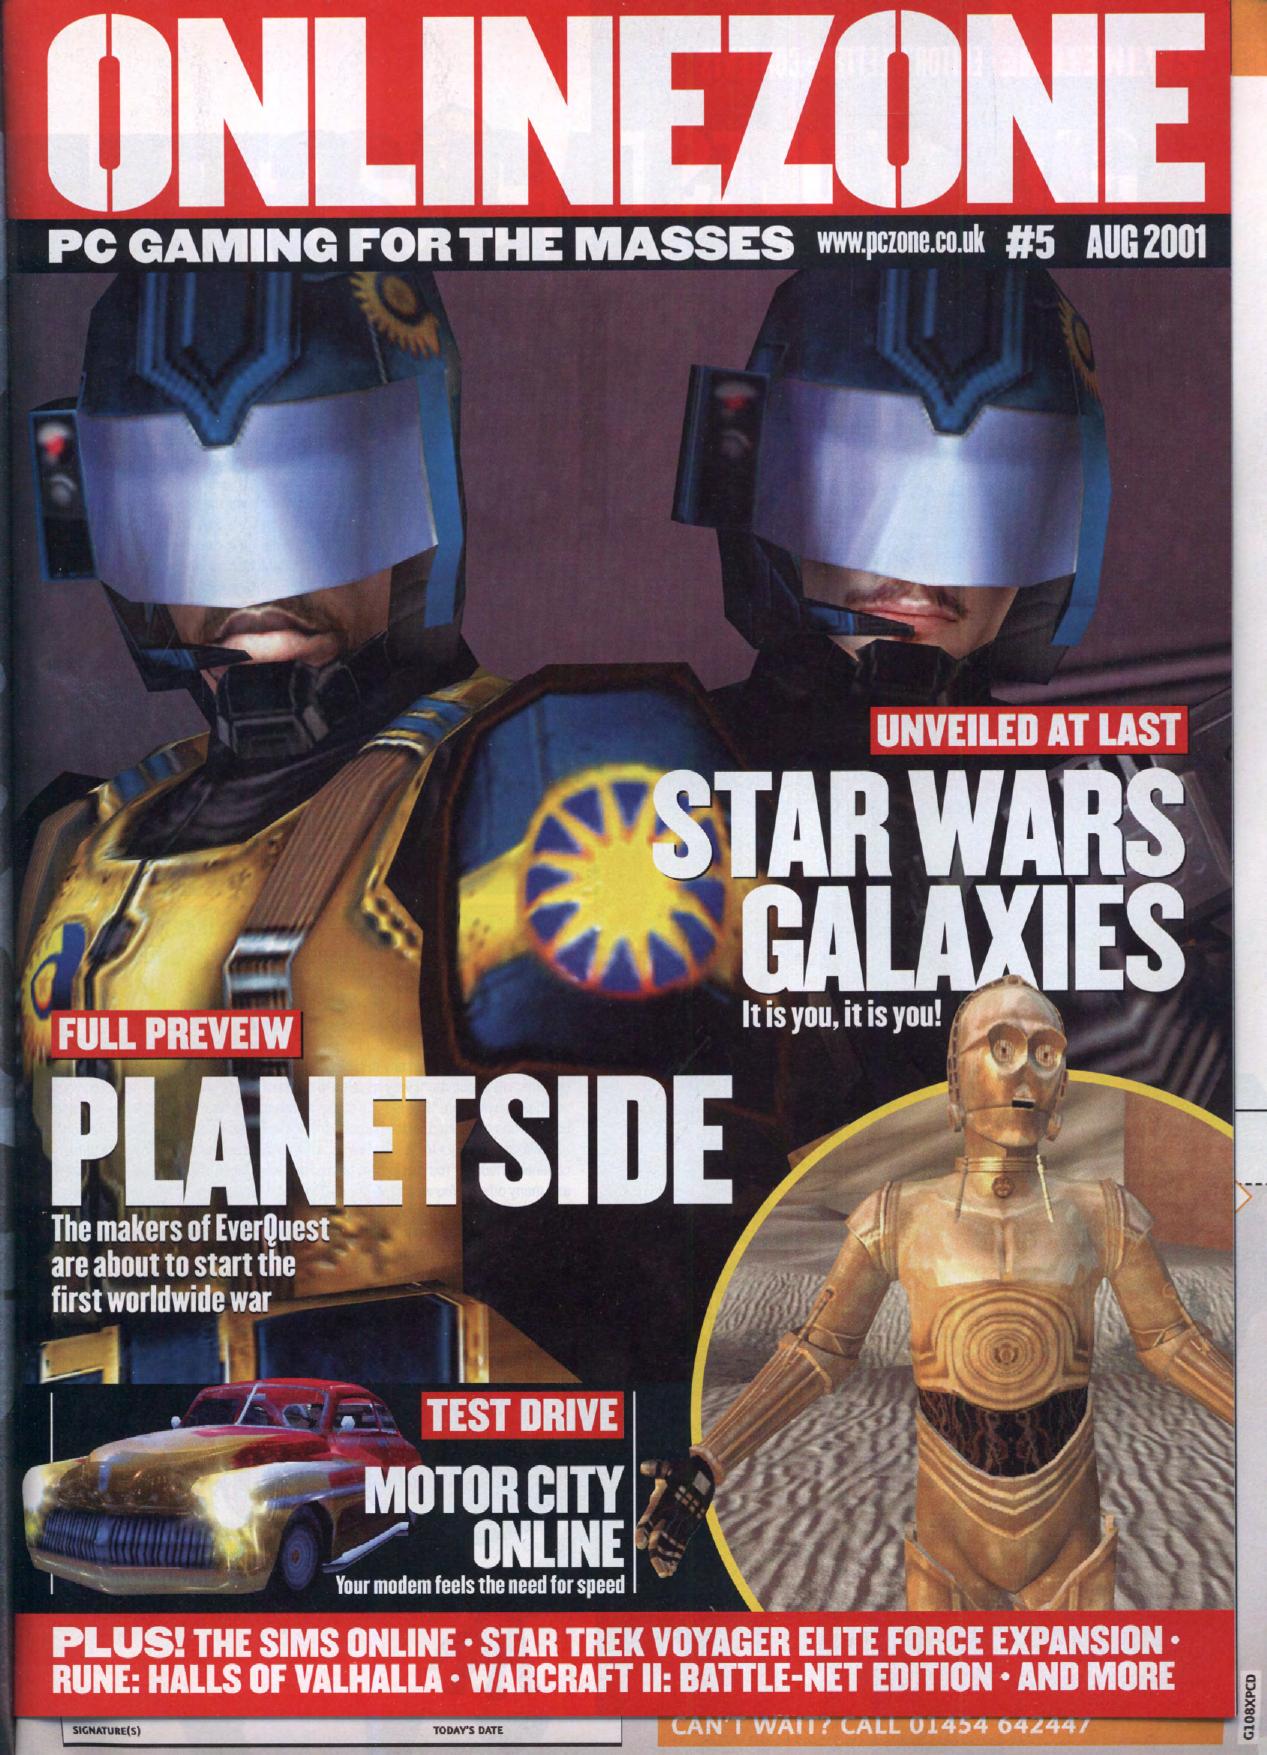 ONLINEZONE
PC GAMING FOR THE MASSES www.pczone.co.uk #5 AUG 2001
UNVEILED AT LAST
STAR WARS
GALAXIES
It is you, it is you!
FULL PREVEIW
PLANETSIDE
The makers of EverQuest
are about to start the
first worldwide war
TEST DRIVE
MOTOR CITY
ONLINE
Your modem feels the need for speed
PLUS! THE SIMS ONLINE · STAR TREK VOYAGER ELITE FORCE EXPANSION ·
RUNE: HALLS OF VALHALLA · WARCRAFT II: BATTLE-NET EDITION · AND MORE
SIGNATURE(S) TODAY'S DATE
CAN'T WAIT? CALL 01454 642447
G108XPCD